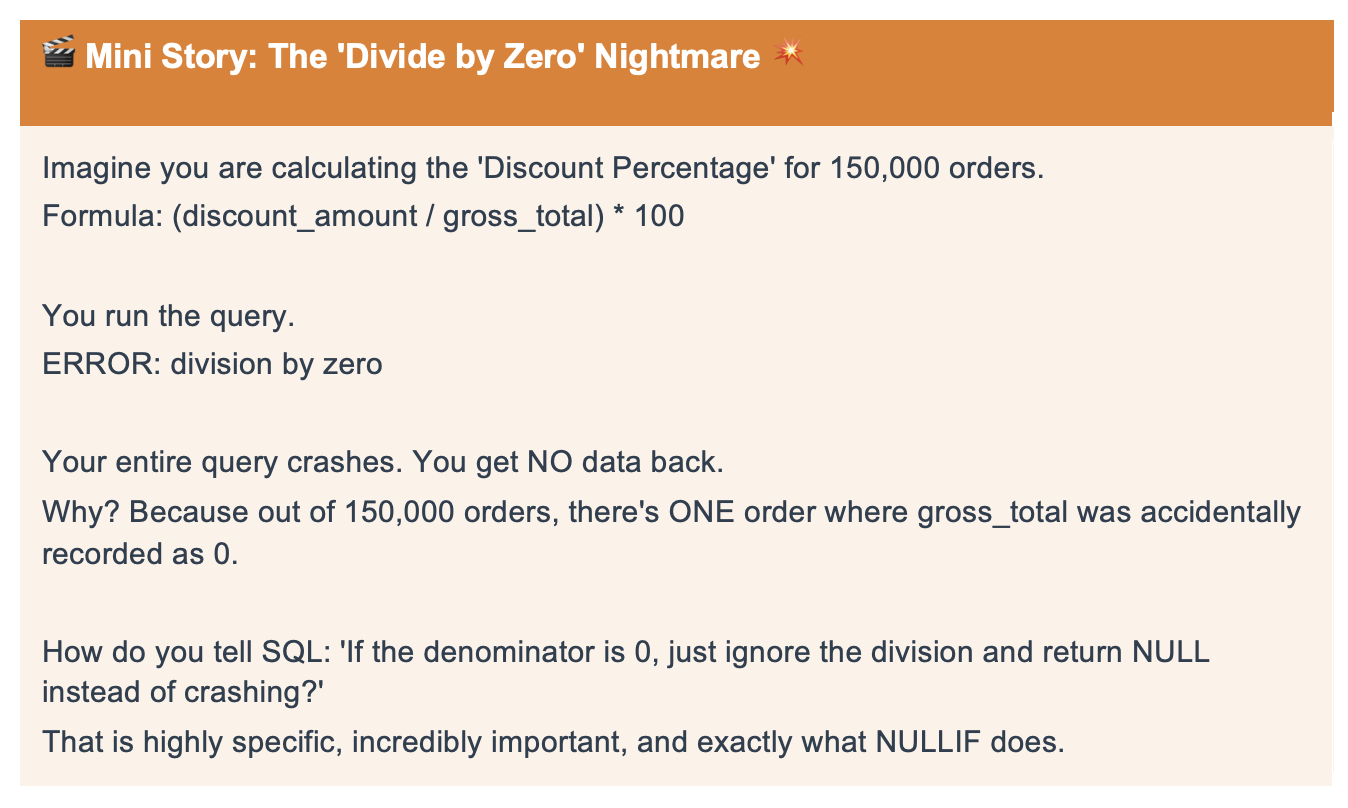 🎬 Mini Story: The 'Divide by Zero' Nightmare 💥
Imagine you are calculating the 'Discount Percentage' for 150,000 orders.
Formula: (discount_amount / gross_total) * 100
You run the query.
ERROR: division by zero
Your entire query crashes. You get NO data back.
Why? Because out of 150,000 orders, there's ONE order where gross_total was accidentally
recorded as 0.
How do you tell SQL: 'If the denominator is 0, just ignore the division and return NULL
instead of crashing?'
That is highly specific, incredibly important, and exactly what NULLIF does.